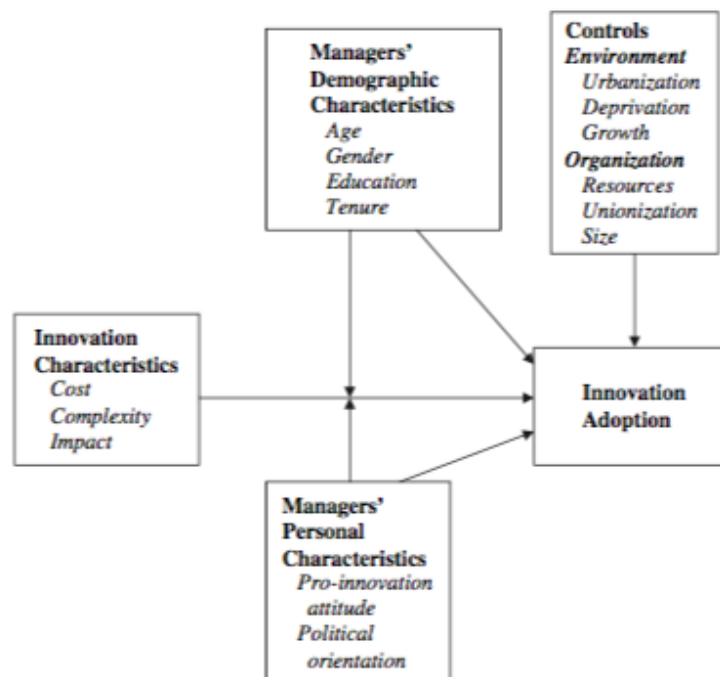 Managers’
Demographic
Characteristics
Age
Gender
Education
Tenure
Controls
Environment
Urbanization
Deprivation
Growth
Organization
Resources
Unionization
Size
Innovation
Characteristics
Cost
Complexity
Impact
Innovation
Adoption
Managers’
Personal
Characteristics
Pro-innovation
attitude
Political
orientation